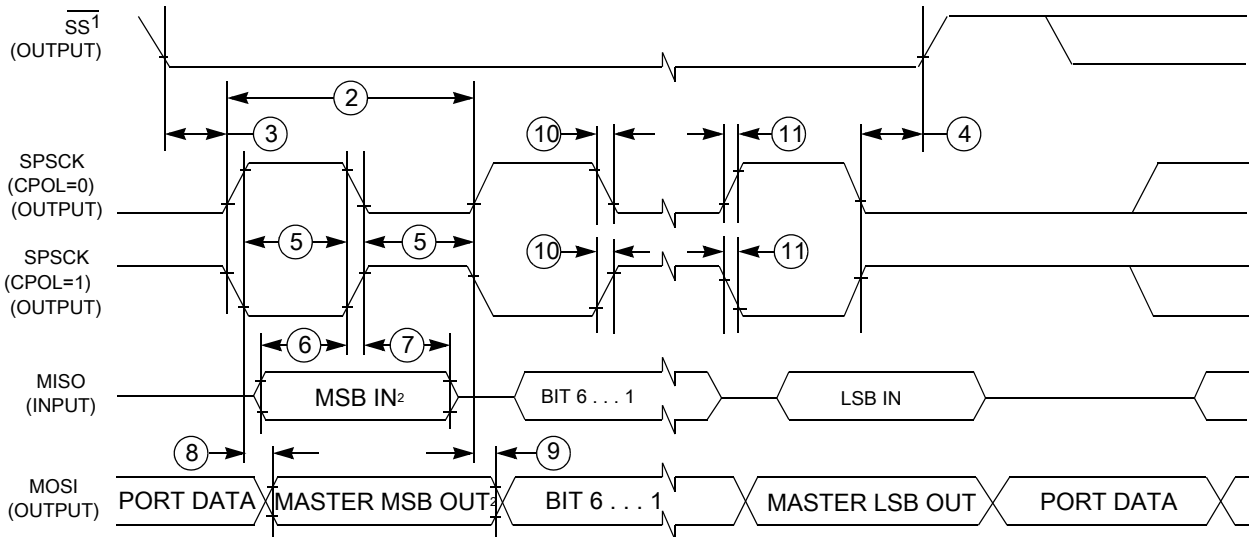 SS1
(OUTPUT)
2
3
10
11
4
SPSCK
(CPOL=0)
(OUTPUT)
5
5
SPSCK
(CPOL=1)
(OUTPUT)
10
11
6
7
MISO
(INPUT)
MSB IN2
BIT 6 . . . 1
LSB IN
8
9
MOSI
(OUTPUT)
PORT DATA
MASTER MSB OUT2
BIT 6 . . . 1
MASTER LSB OUT
PORT DATA